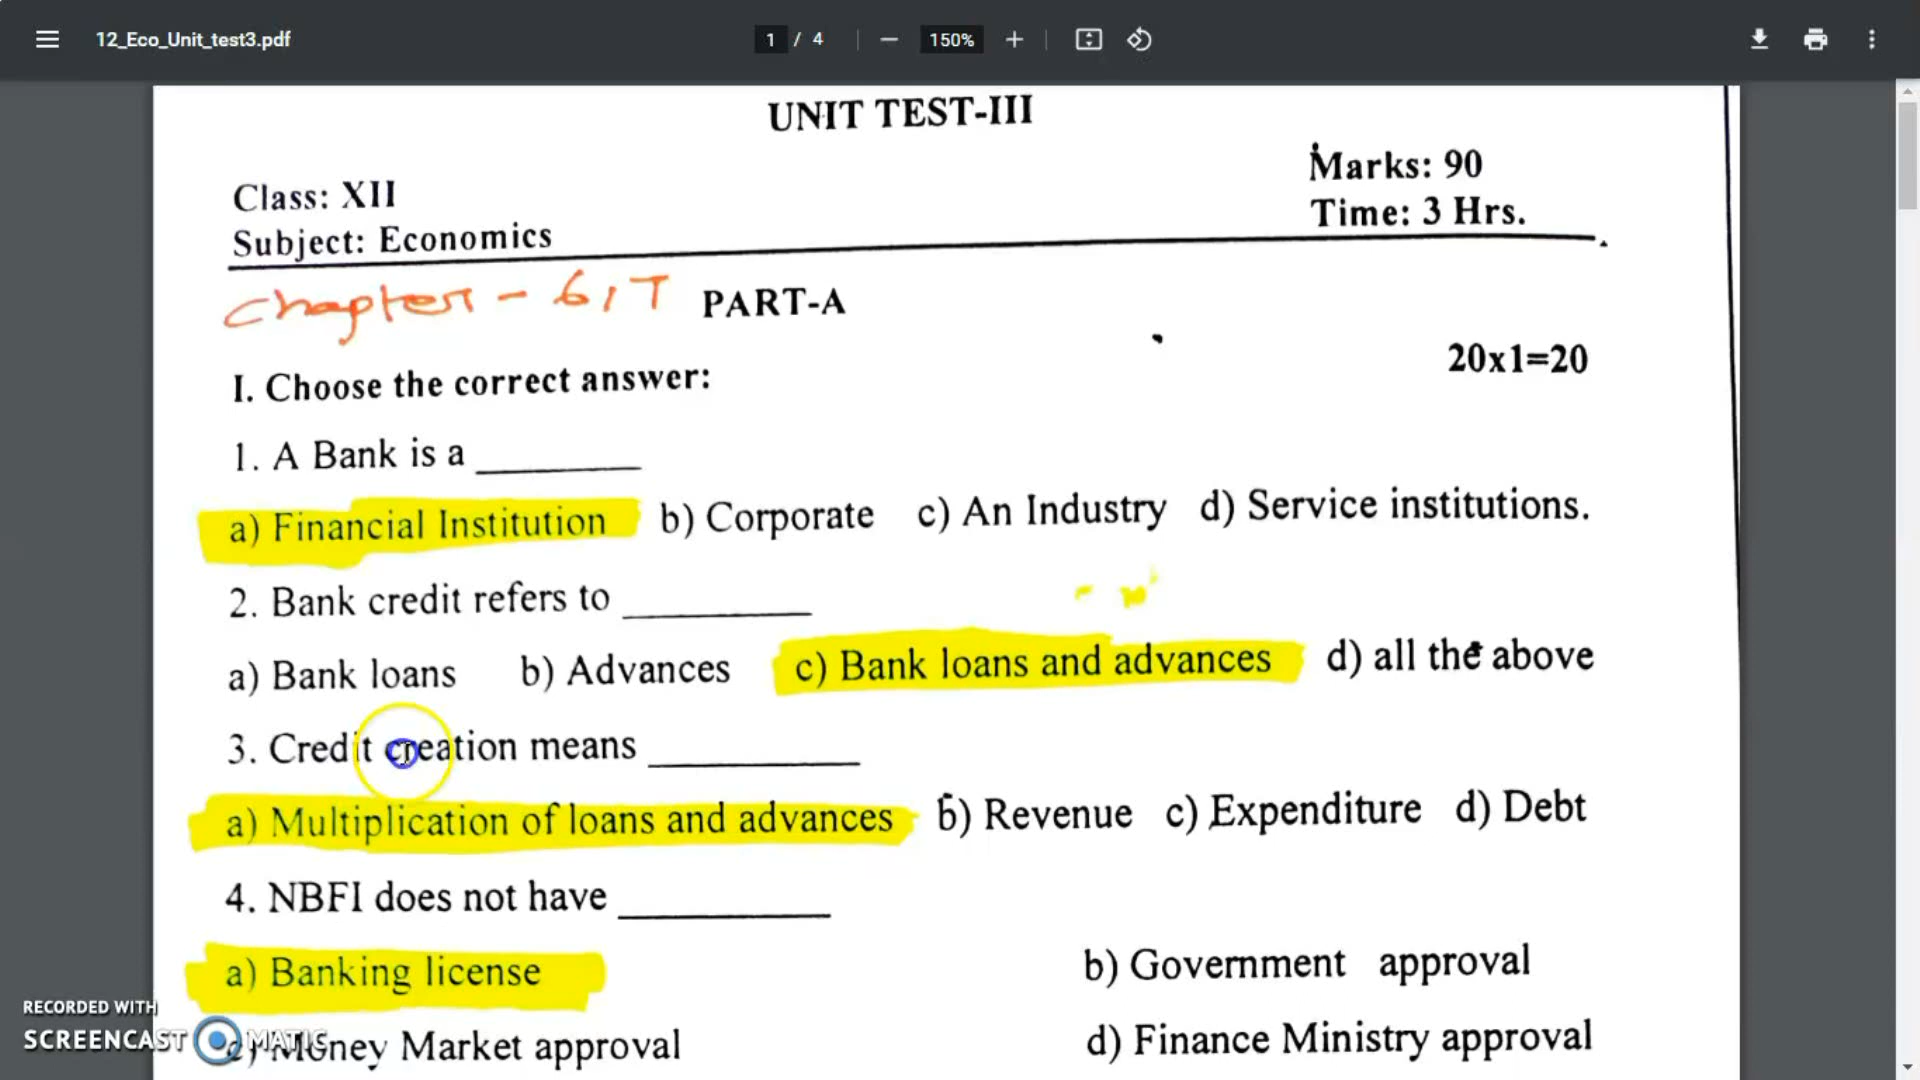 12_Eco_Unit_test3.pdf
1 / 4
150%
UNIT TEST-III
Marks: 90
Class: XII
Time: 3 Hrs.
Subject: Economics
Chapter - 6,7
PART-A
20x1=20
I. Choose the correct answer:
1. A Bank is a ________
a) Financial Institution b) Corporate c) An Industry d) Service institutions.
2. Bank credit refers to ________
a) Bank loans b) Advances c) Bank loans and advances d) all the above
3. Credit creation means ________
a) Multiplication of loans and advances b) Revenue c) Expenditure d) Debt
4. NBFI does not have ________
a) Banking license b) Government approval
c) Money Market approval d) Finance Ministry approval
RECORDED WITH
SCREENCAST MATIC